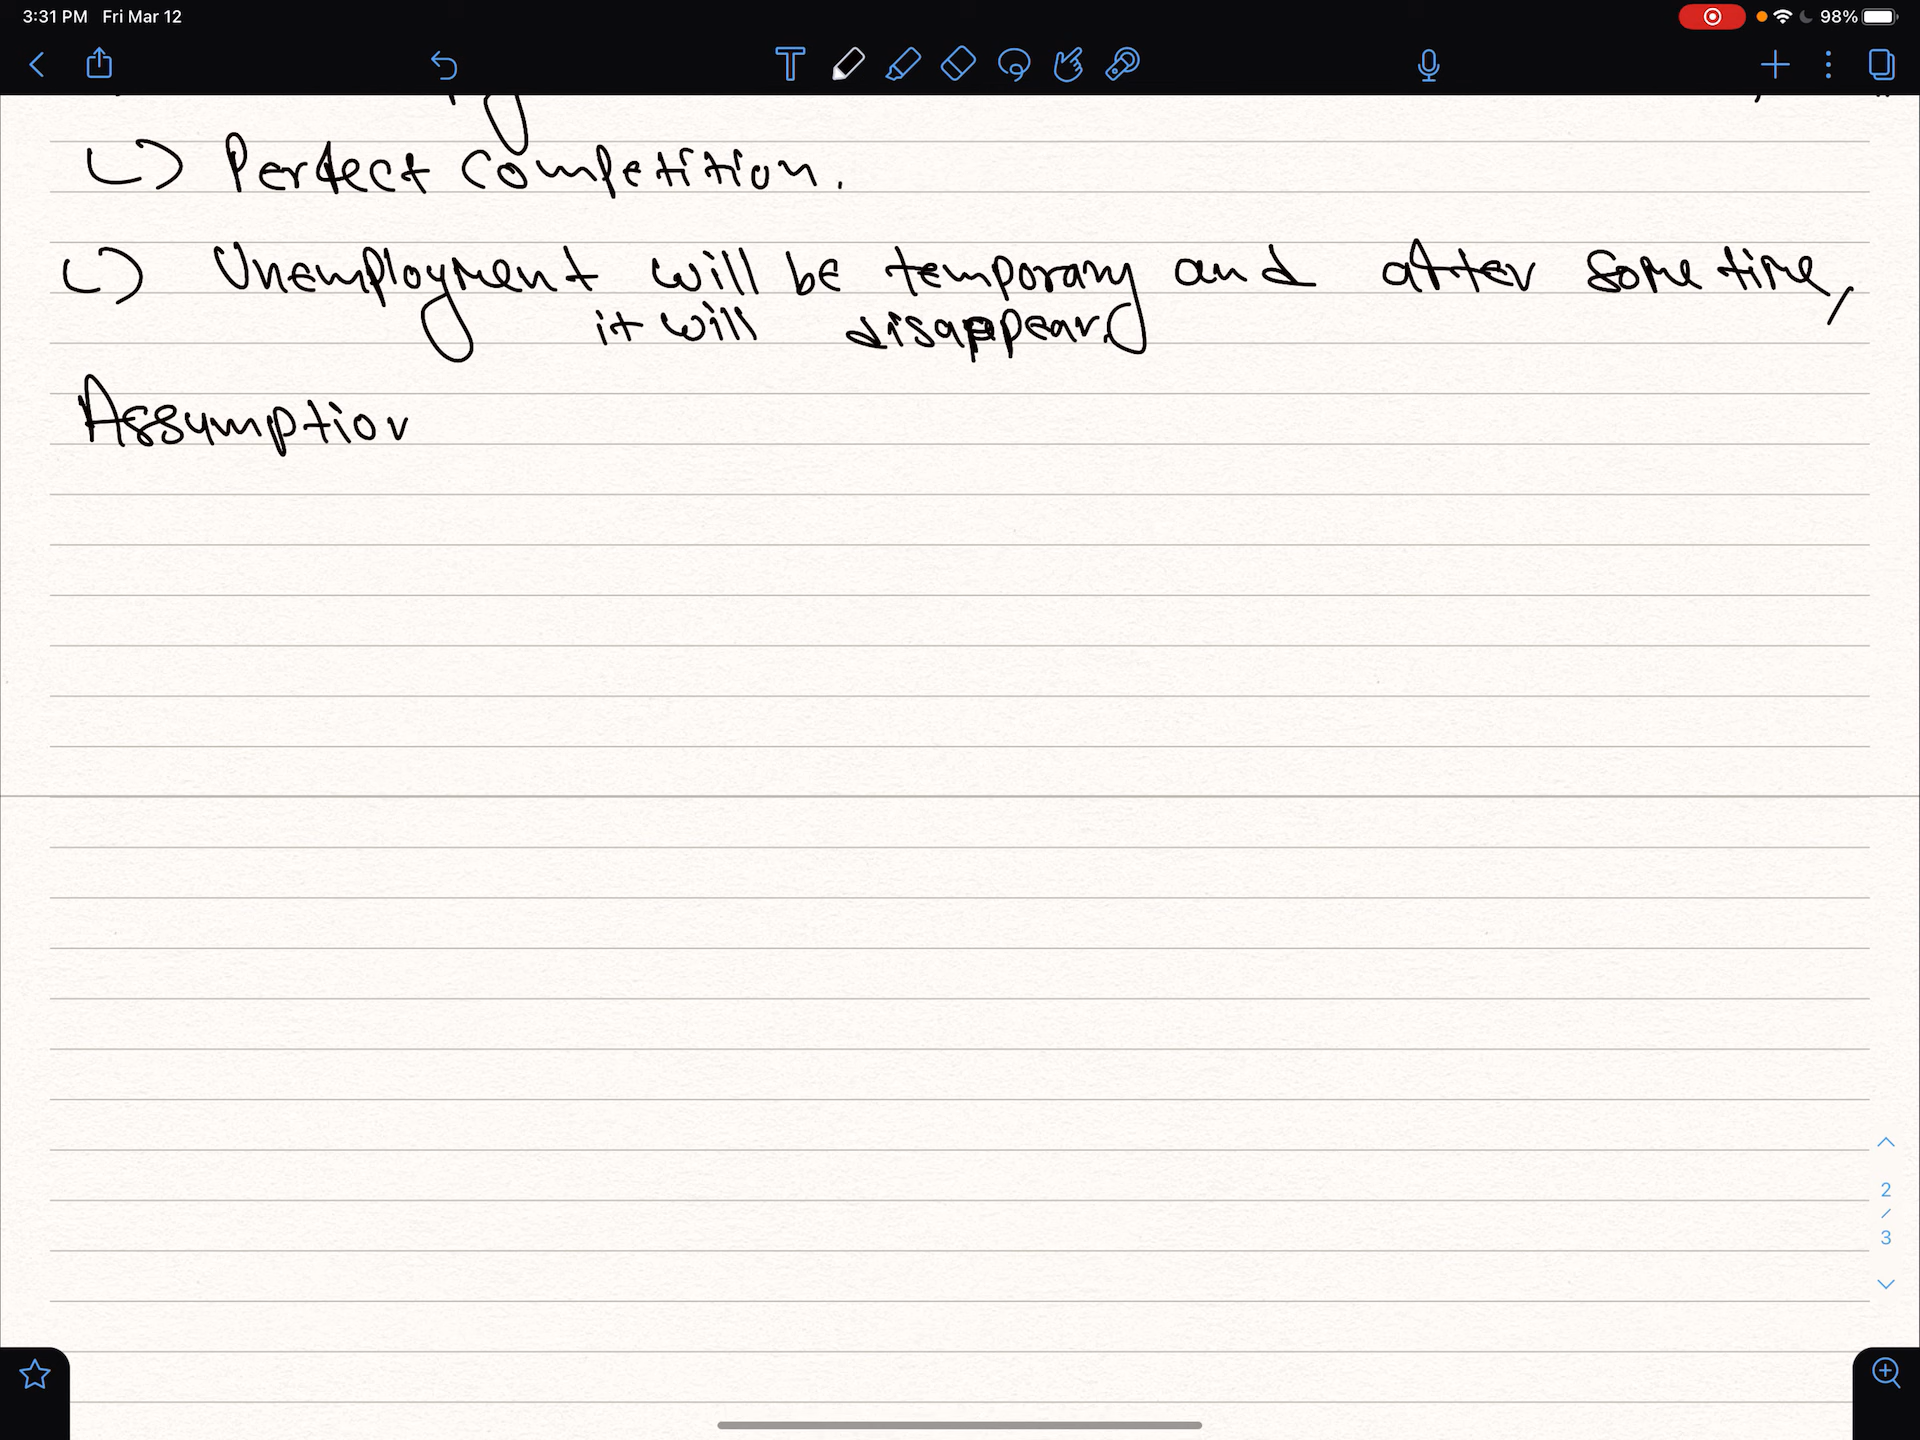 3:31 PM Fri Mar 12
98%
Perfect competition.
Unemployment will be temporary and after some time,
it will disappear.
Assumption
2
/
3